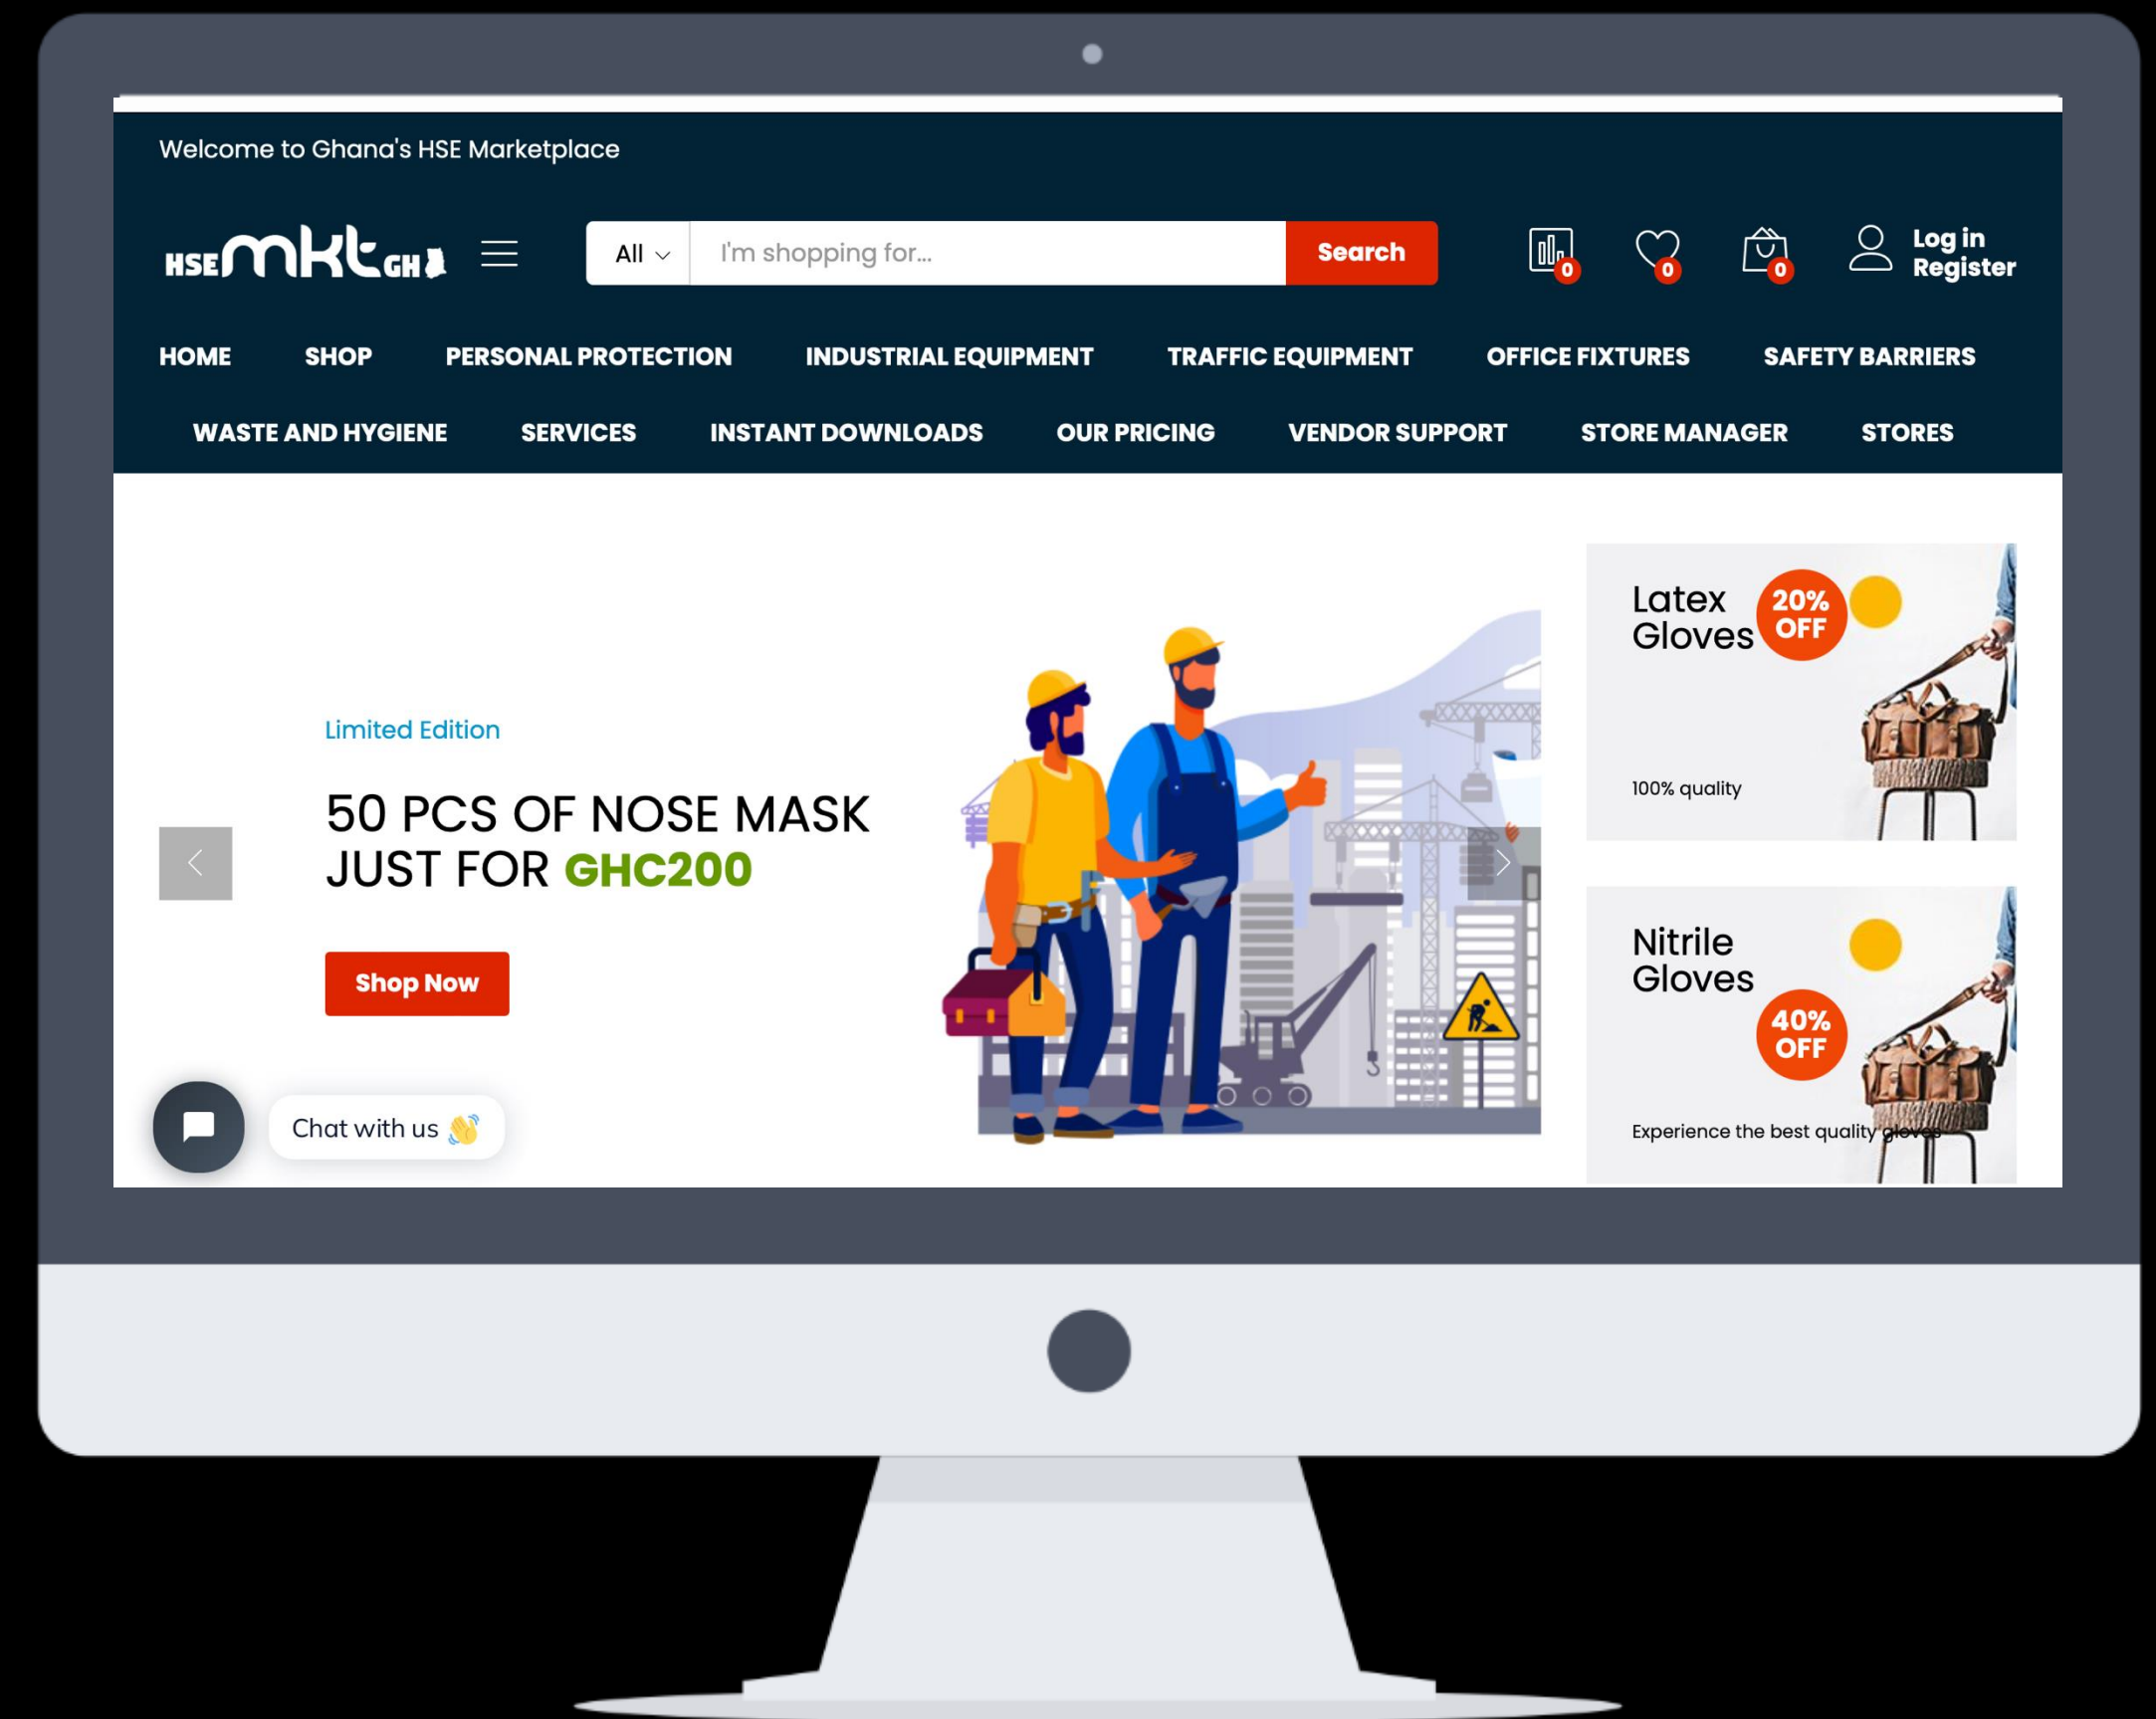 Welcome to Ghana's HSE Marketplace
HSE mkt GH
All
I'm shopping for...
Search
0
0
0
Log in
Register
HOME SHOP PERSONAL PROTECTION INDUSTRIAL EQUIPMENT TRAFFIC EQUIPMENT OFFICE FIXTURES SAFETY BARRIERS
WASTE AND HYGIENE SERVICES INSTANT DOWNLOADS OUR PRICING VENDOR SUPPORT STORE MANAGER STORES
Limited Edition
50 PCS OF NOSE MASK
JUST FOR GHC200
Shop Now
Chat with us
Latex
Gloves
20%
OFF
100% quality
Nitrile
Gloves
40%
OFF
Experience the best quality gloves